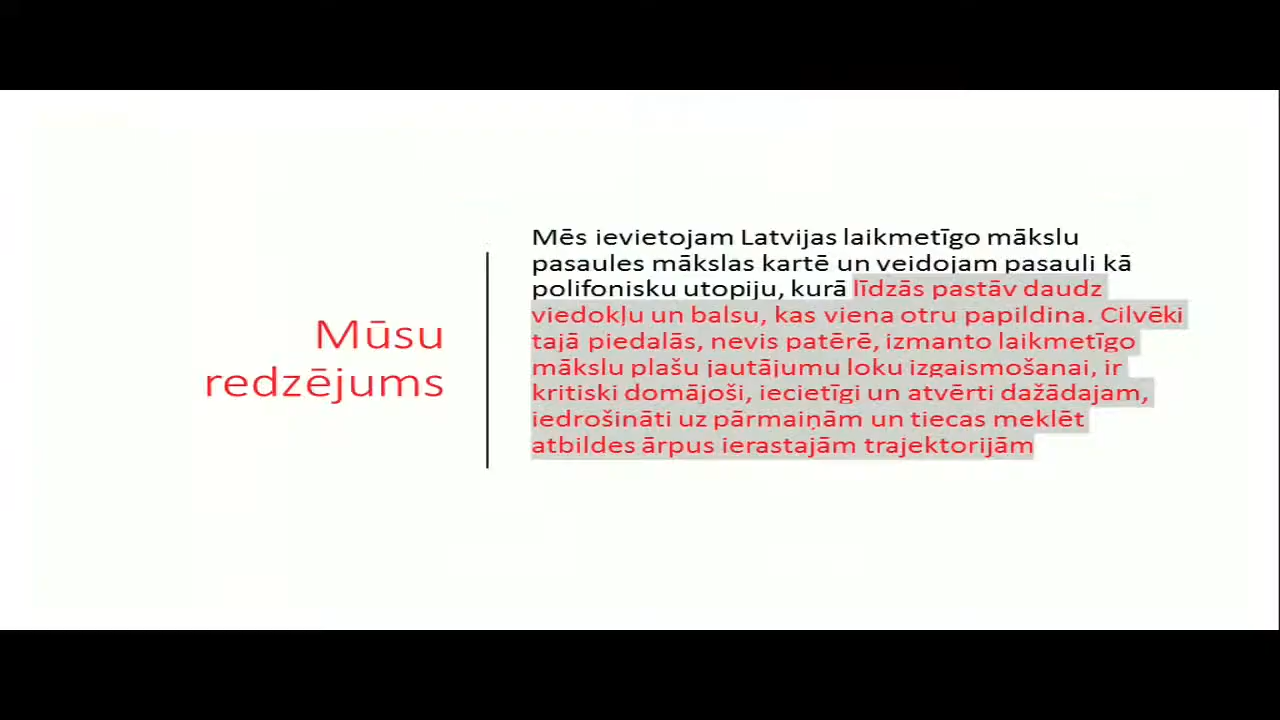 Mūsu
redzējums
Mēs ievietojam Latvijas laikmetīgo mākslu
pasaules mākslas kartē un veidojam pasauli kā
polifonisku utopiju, kurā līdzās pastāv daudz
viedokļu un balsu, kas viena otru papildina. Cilvēki
tajā piedalās, nevis patērē, izmanto laikmetīgo
mākslu plašu jautājumu loku izgaismošanai, ir
kritiski domājoši, iecietīgi un atvērti dažādajam,
iedrošināti uz pārmaiņām un tiecas meklēt
atbildes ārpus ierastajām trajektorijām